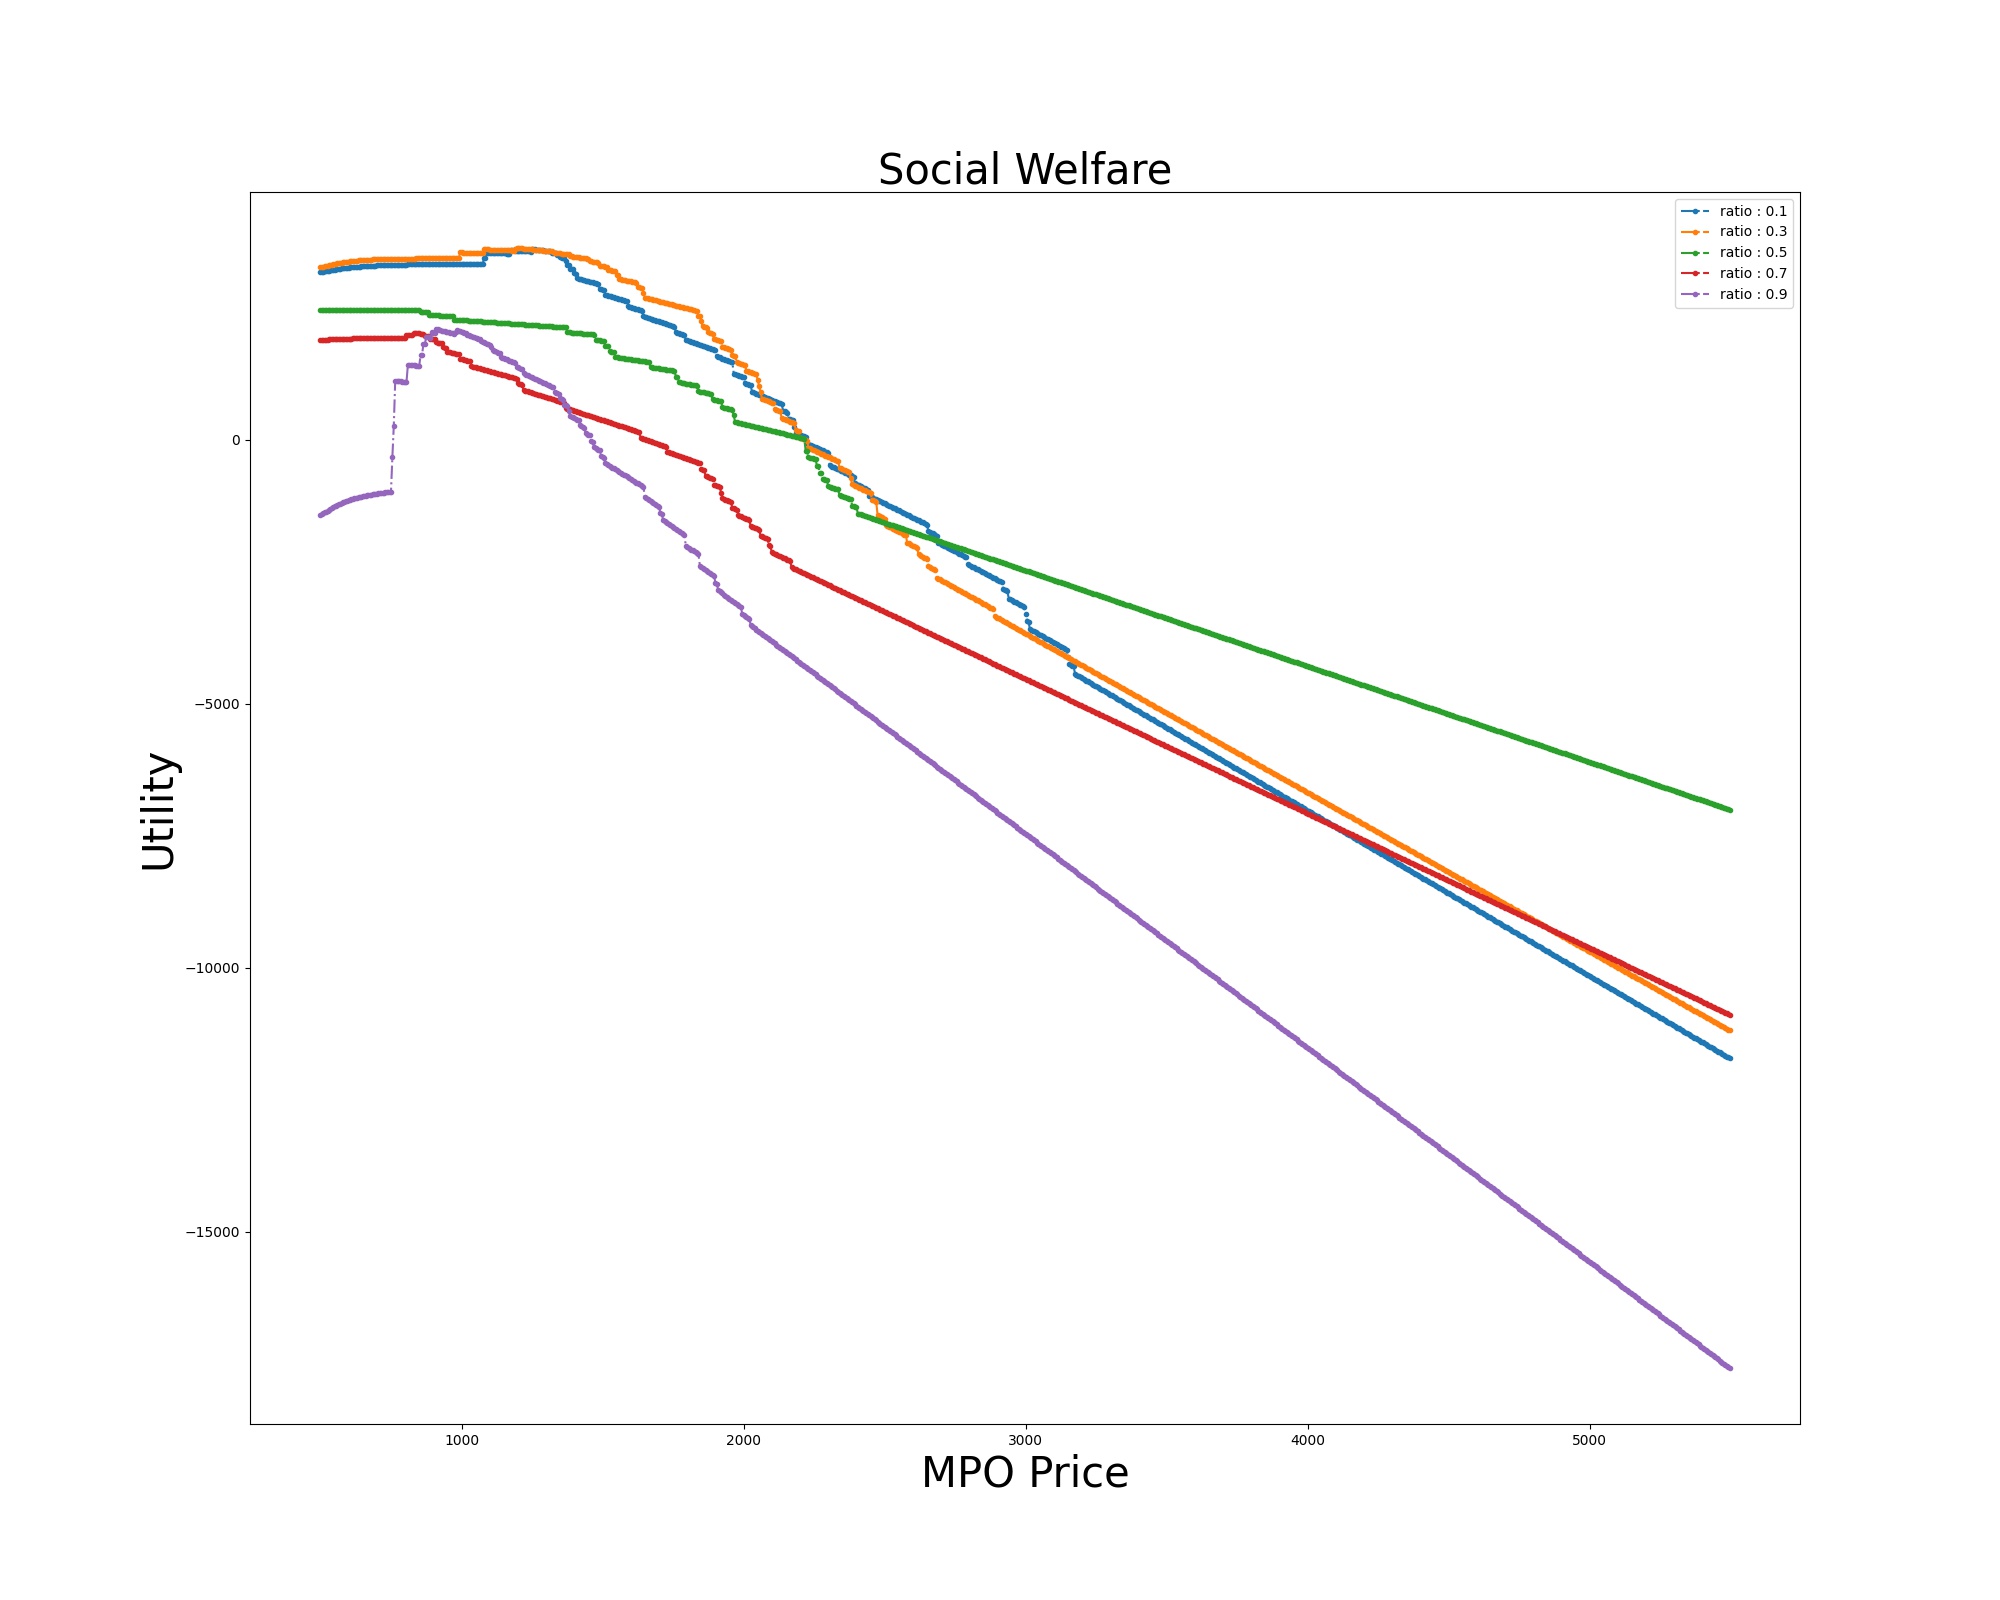 Social Welfare
ratio : 0.1
ratio : 0.3
ratio : 0.5
ratio : 0.7
ratio : 0.9
Utility
0
−5000
−10000
−15000
1000
2000
3000
4000
5000
MPO Price